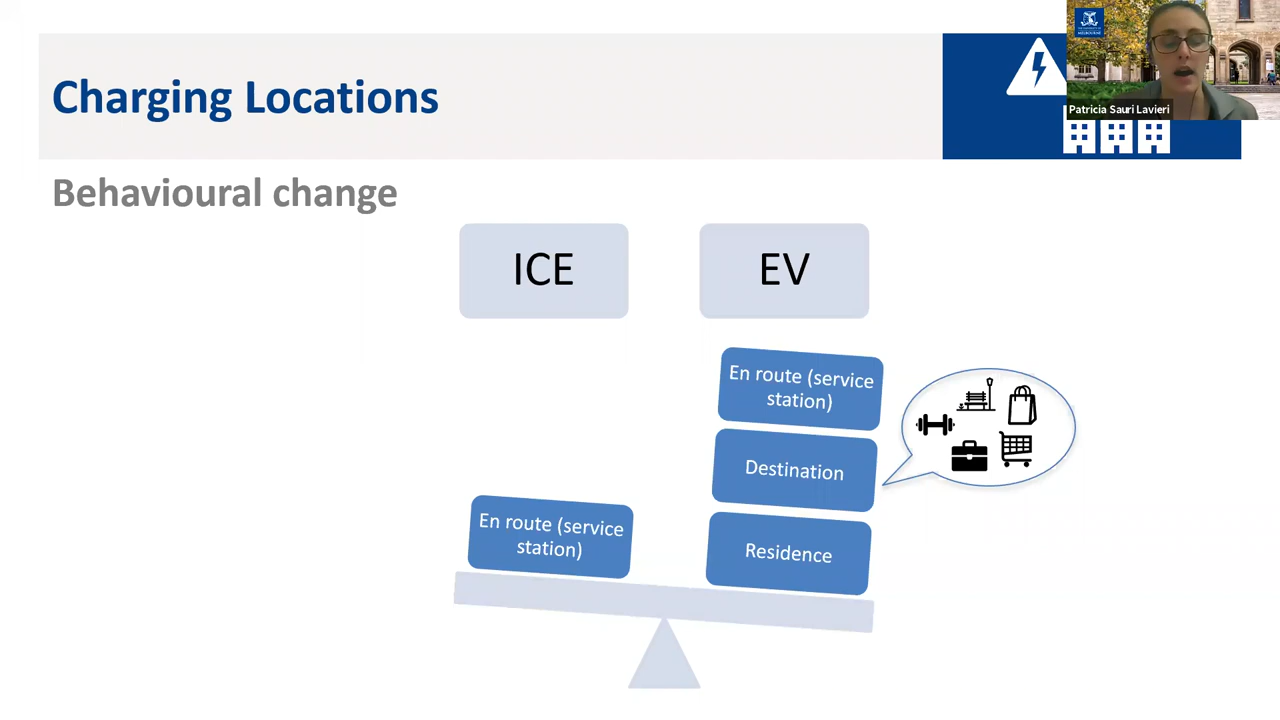 Charging Locations
Patricia Sauri Lavieri
Behavioural change
ICE
EV
En route (service
station)
Destination
Residence
En route (service
station)